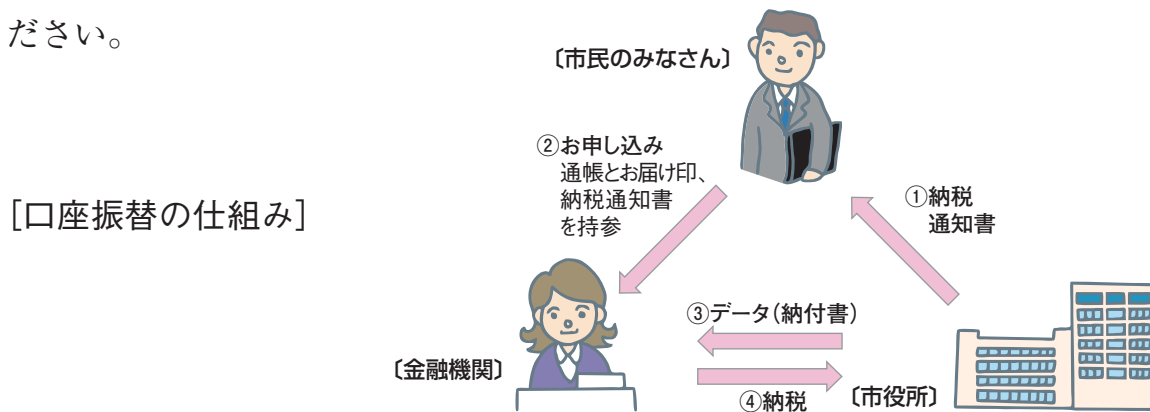 ださい。
[口座振替の仕組み]
〔市民のみなさん〕
②お申し込み
通帳とお届け印、
納税通知書
を持参
①納税
通知書
③データ(納付書)
〔金融機関〕
④納税
〔市役所〕